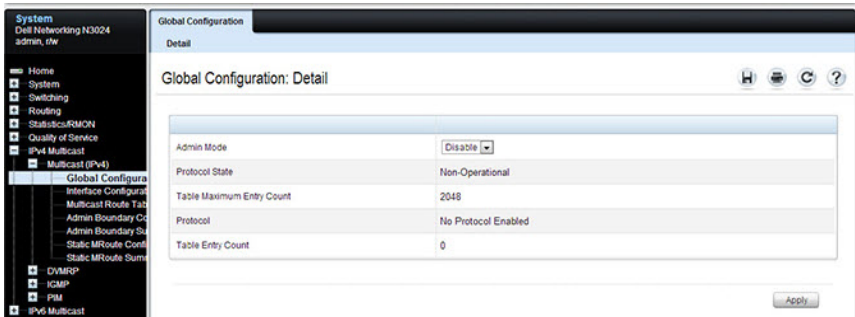 System
Dell Networking N3024
admin, r/w
Home
System
Switching
Routing
Statistics/RMON
Quality of Service
IPv4 Multicast
Multicast (IPv4)
Global Configura
Interface Configurat
Multicast Route Tab
Admin Boundary Co
Admin Boundary Su
Static MRoute Confi
Static MRoute Summ
DVMRP
IGMP
PIM
IPv6 Multicast
Global Configuration
Detail
Global Configuration: Detail
Admin Mode Disable
Protocol State Non-Operational
Table Maximum Entry Count 2048
Protocol No Protocol Enabled
Table Entry Count 0
Apply